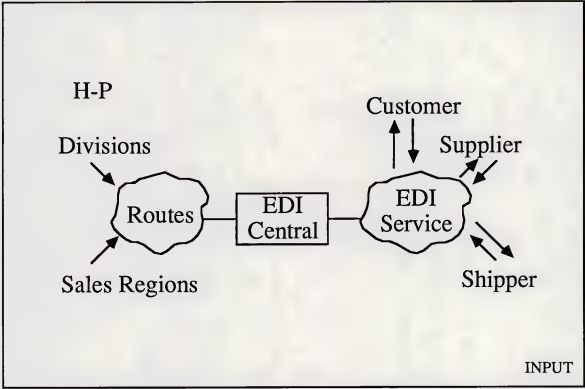 H-P
Customer
Divisions
Supplier
Routes
EDI
Central
EDI
Service
Sales Regions
Shipper
INPUT